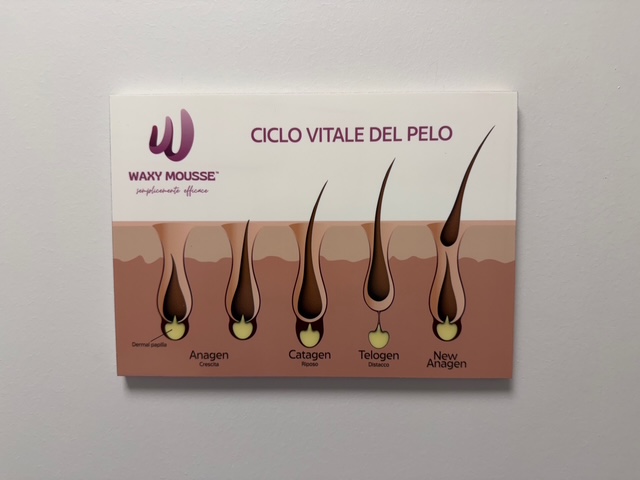 CICLO VITALE DEL PELO
WAXY MOUSSE™
semplicemente efficace
Dermal papilla
Anagen
Crescita
Catagen
Riposo
Telogen
Distacco
New
Anagen